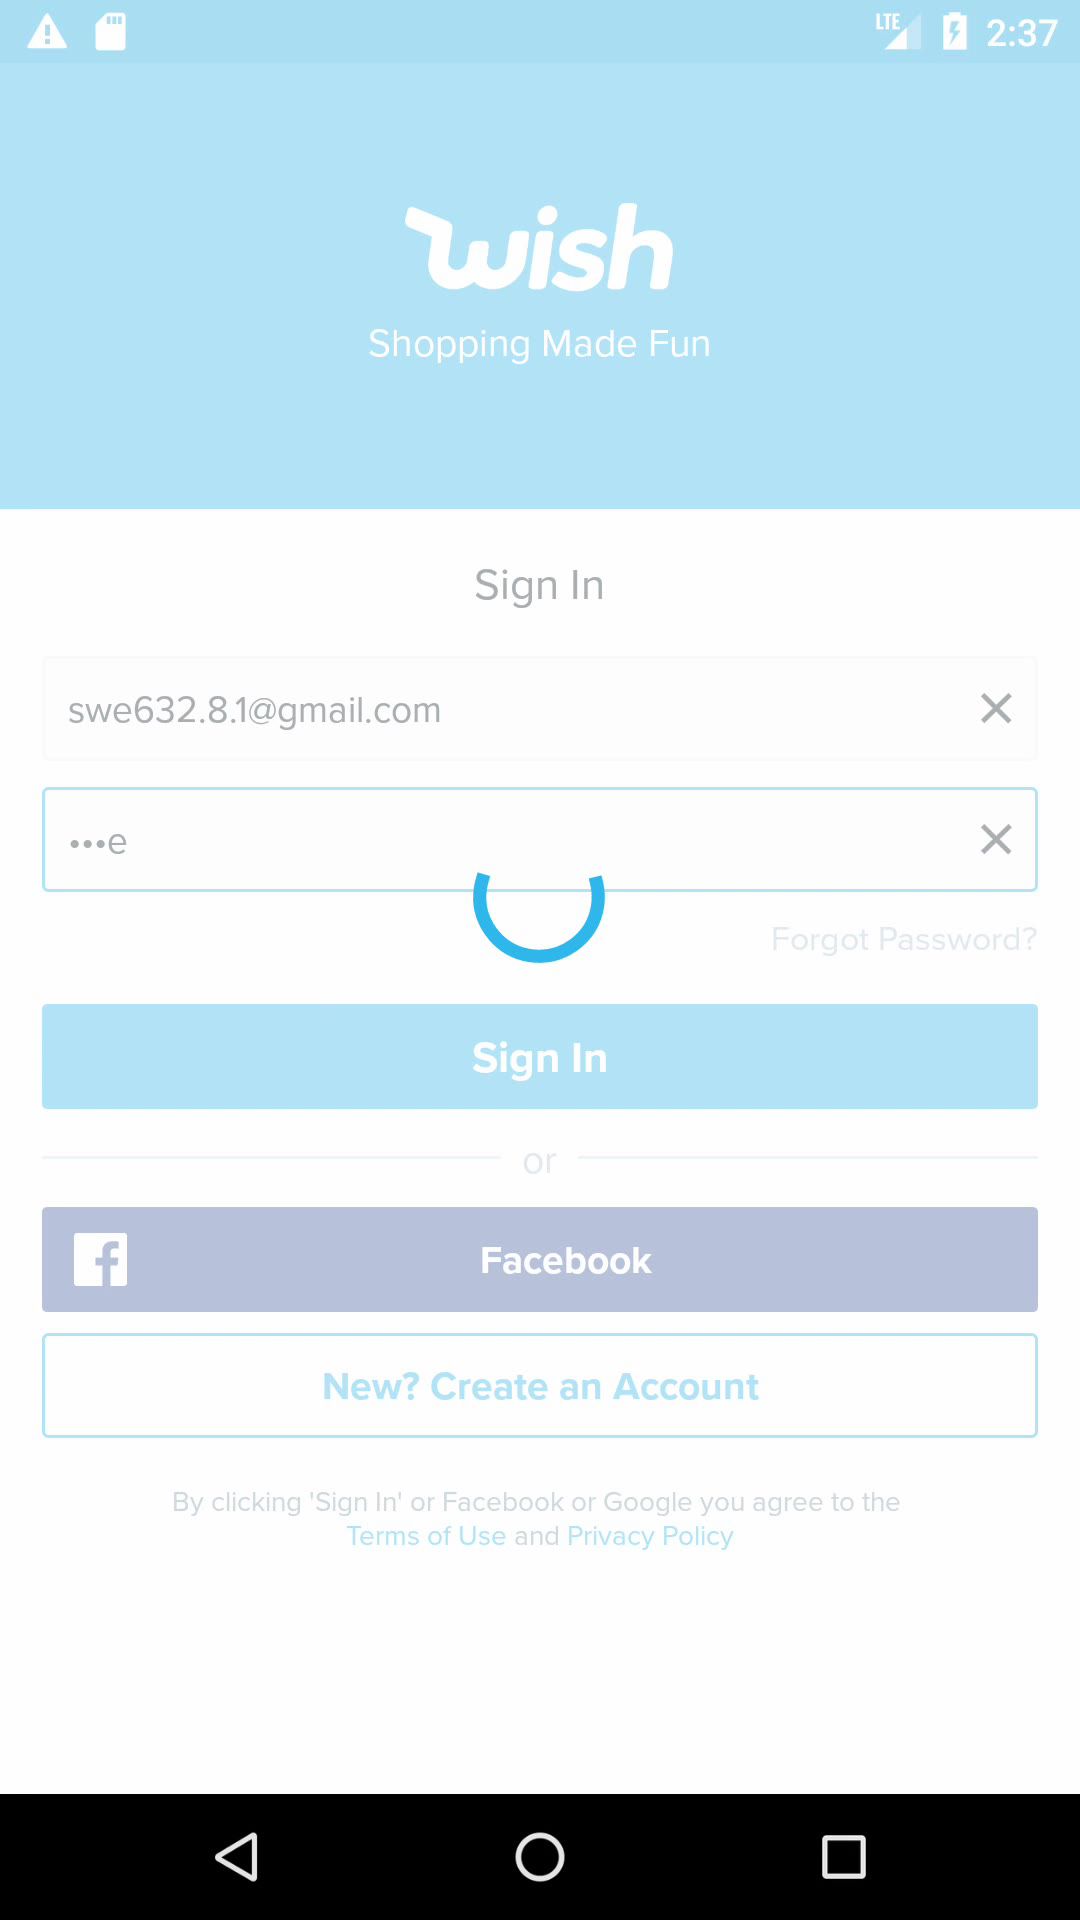 LTE 2:37
wish
Shopping Made Fun
Sign In
swe632.8.1@gmail.com
•••e
Forgot Password?
Sign In
or
Facebook
New? Create an Account
By clicking 'Sign In' or Facebook or Google you agree to the
Terms of Use and Privacy Policy